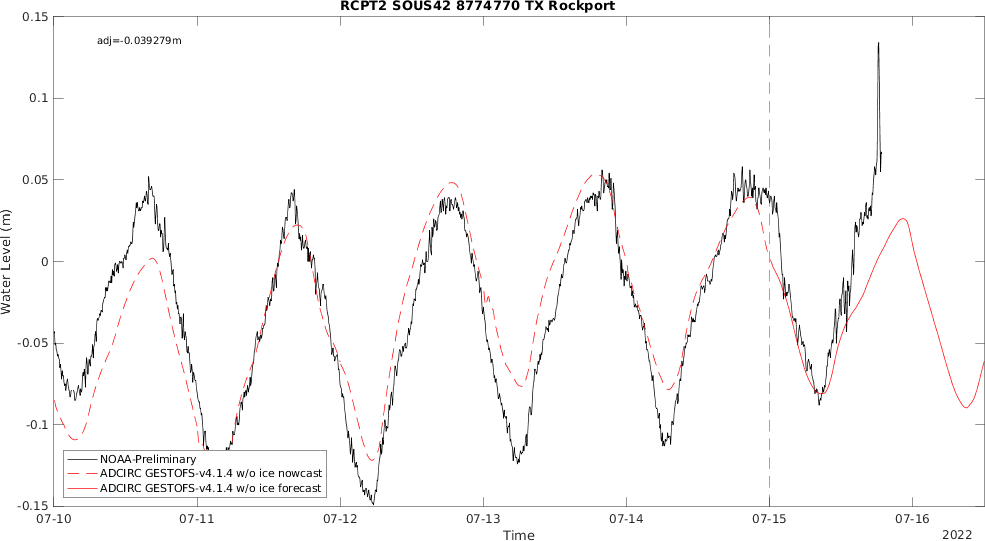 RCPT2 SOUS42 8774770 TX Rockport
adj=-0.039279m
0.15
0.1
0.05
0
-0.05
-0.1
-0.15
Water Level (m)
NOAA-Preliminary
ADCIRC GESTOFS-v4.1.4 w/o ice nowcast
ADCIRC GESTOFS-v4.1.4 w/o ice forecast
07-10 07-11 07-12 07-13 07-14 07-15 07-16
Time
2022